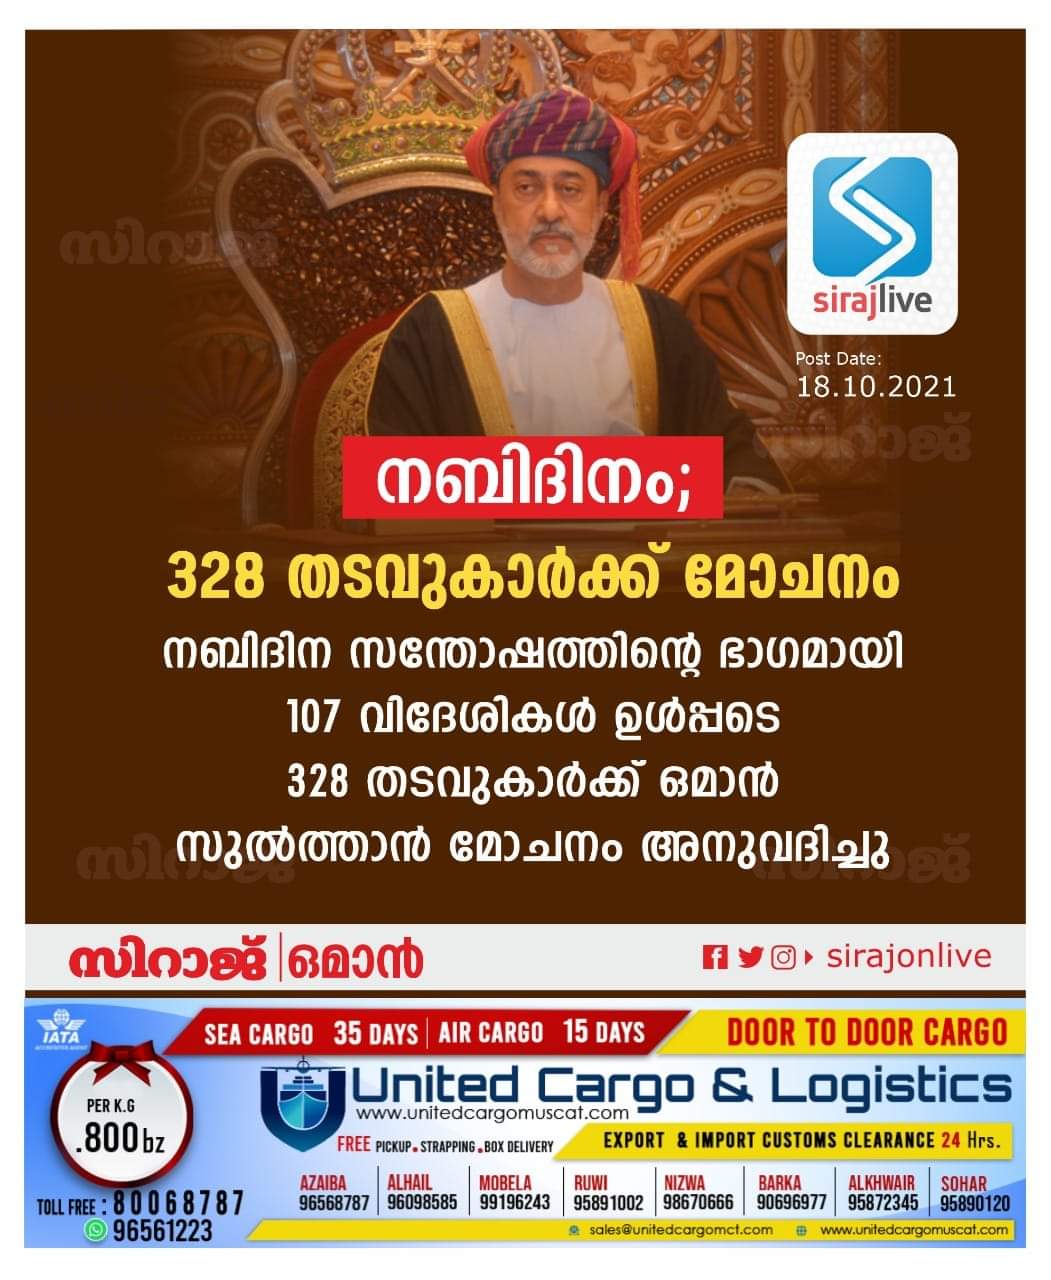 സിറാജ്
sirajlive
Post Date:
18.10.2021
സിറാജ്
നബിദിനം;
328 തടവുകാർക്ക് മോചനം
നബിദിന സന്തോഷത്തിന്റെ ഭാഗമായി
107 വിദേശികൾ ഉൾപ്പടെ
328 തടവുകാർക്ക് ഒമാൻ
സുൽത്താൻ മോചനം അനുവദിച്ചു
സിറാജ് സിറാജ്
സിറാജ് | ഒമാൻ
sirajonlive
IATA
ACCREDITED AGENT
SEA CARGO 35 DAYS | AIR CARGO 15 DAYS
DOOR TO DOOR CARGO
PER K.G
.800bz
United Cargo & Logistics
www.unitedcargomuscat.com
FREE PICKUP.STRAPPING.BOX DELIVERY
EXPORT & IMPORT CUSTOMS CLEARANCE 24 Hrs.
AZAIBA ALHAIL MOBELA RUWI NIZWA BARKA ALKHWAIR SOHAR
96568787 96098585 99196243 95891002 98670666 90696977 95872345 95890120
TOLL FREE : 80068787
96561223
sales@unitedcargomct.com www.unitedcargomuscat.com